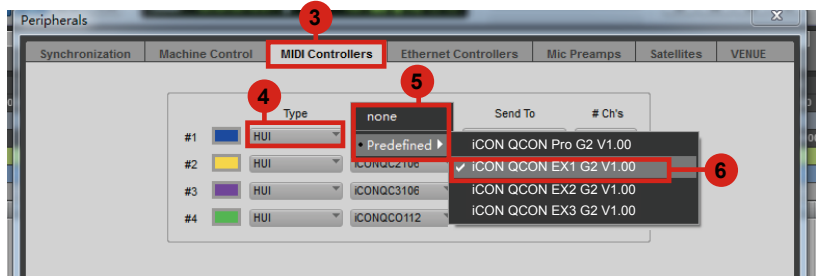 Peripherals
3
Synchronization Machine Control MIDI Controllers Ethernet Controllers Mic Preamps Satellites VENUE
4 5
Type none Send To # Ch's
#1 HUI Predefined iCON QCON Pro G2 V1.00
#2 HUI iCONQC2106 iCON QCON EX1 G2 V1.00 6
#3 HUI iCONQC3106 iCON QCON EX2 G2 V1.00
#4 HUI iCONQCO112 iCON QCON EX3 G2 V1.00